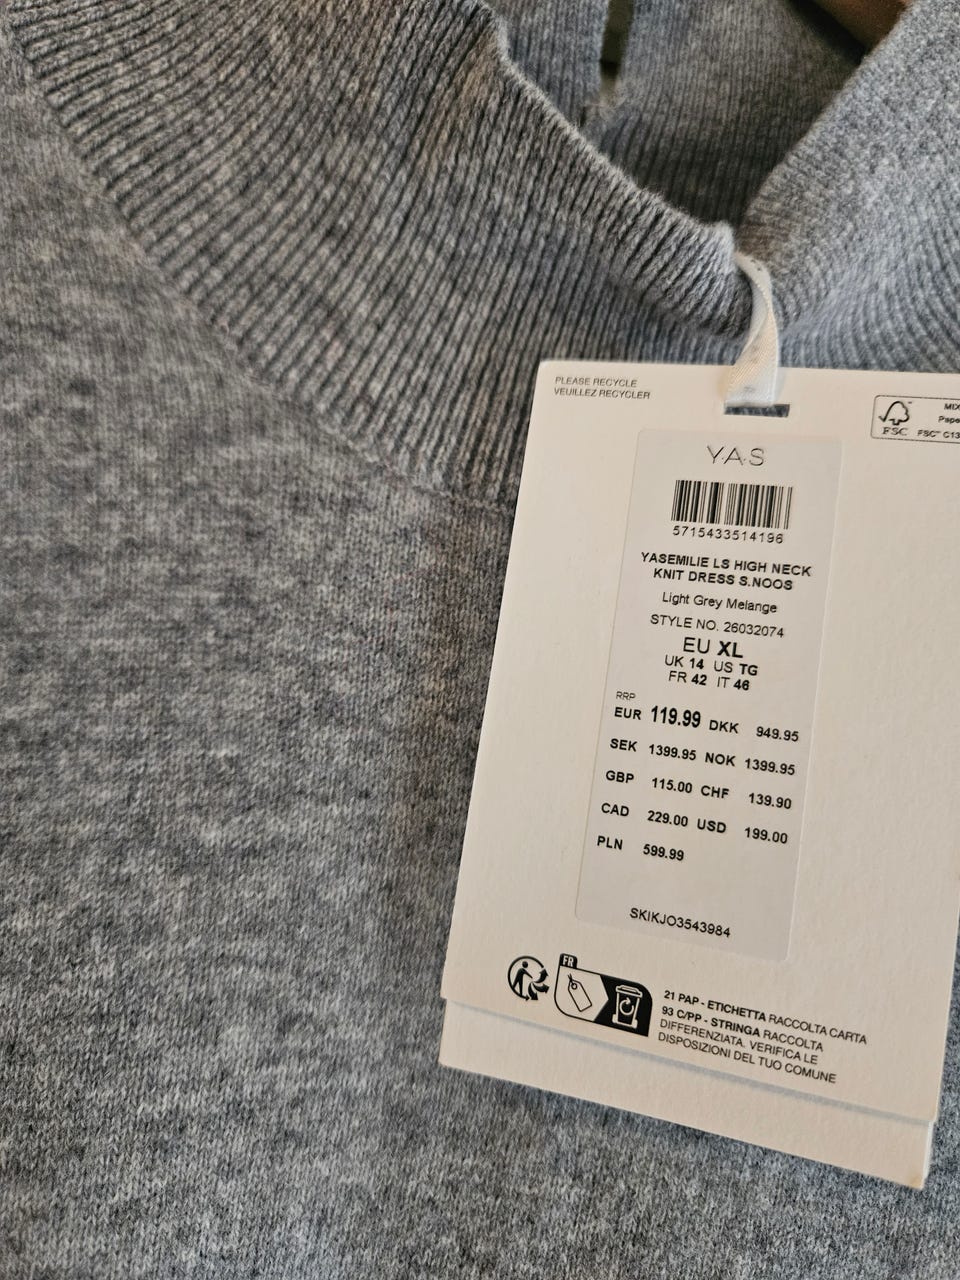 PLEASE RECYCLE
VEUILLEZ RECYCLER
FSC
FSC™ C13
YAS
5715433514196
YASEMILIE LS HIGH NECK
KNIT DRESS S.NOOS
Light Grey Melange
STYLE NO. 26032074
EU XL
UK 14 US TG
FR 42 IT 46
RRP
EUR 119.99 DKK 949.95
SEK 1399.95 NOK 1399.95
GBP 115.00 CHF 139.90
CAD 229.00 USD 199.00
PLN 599.99
SKIKJO3543984
FR
21 PAP - ETICHETTA RACCOLTA CARTA
93 C/PP - STRINGA RACCOLTA
DIFFERENZIATA. VERIFICA LE
DISPOSIZIONI DEL TUO COMUNE